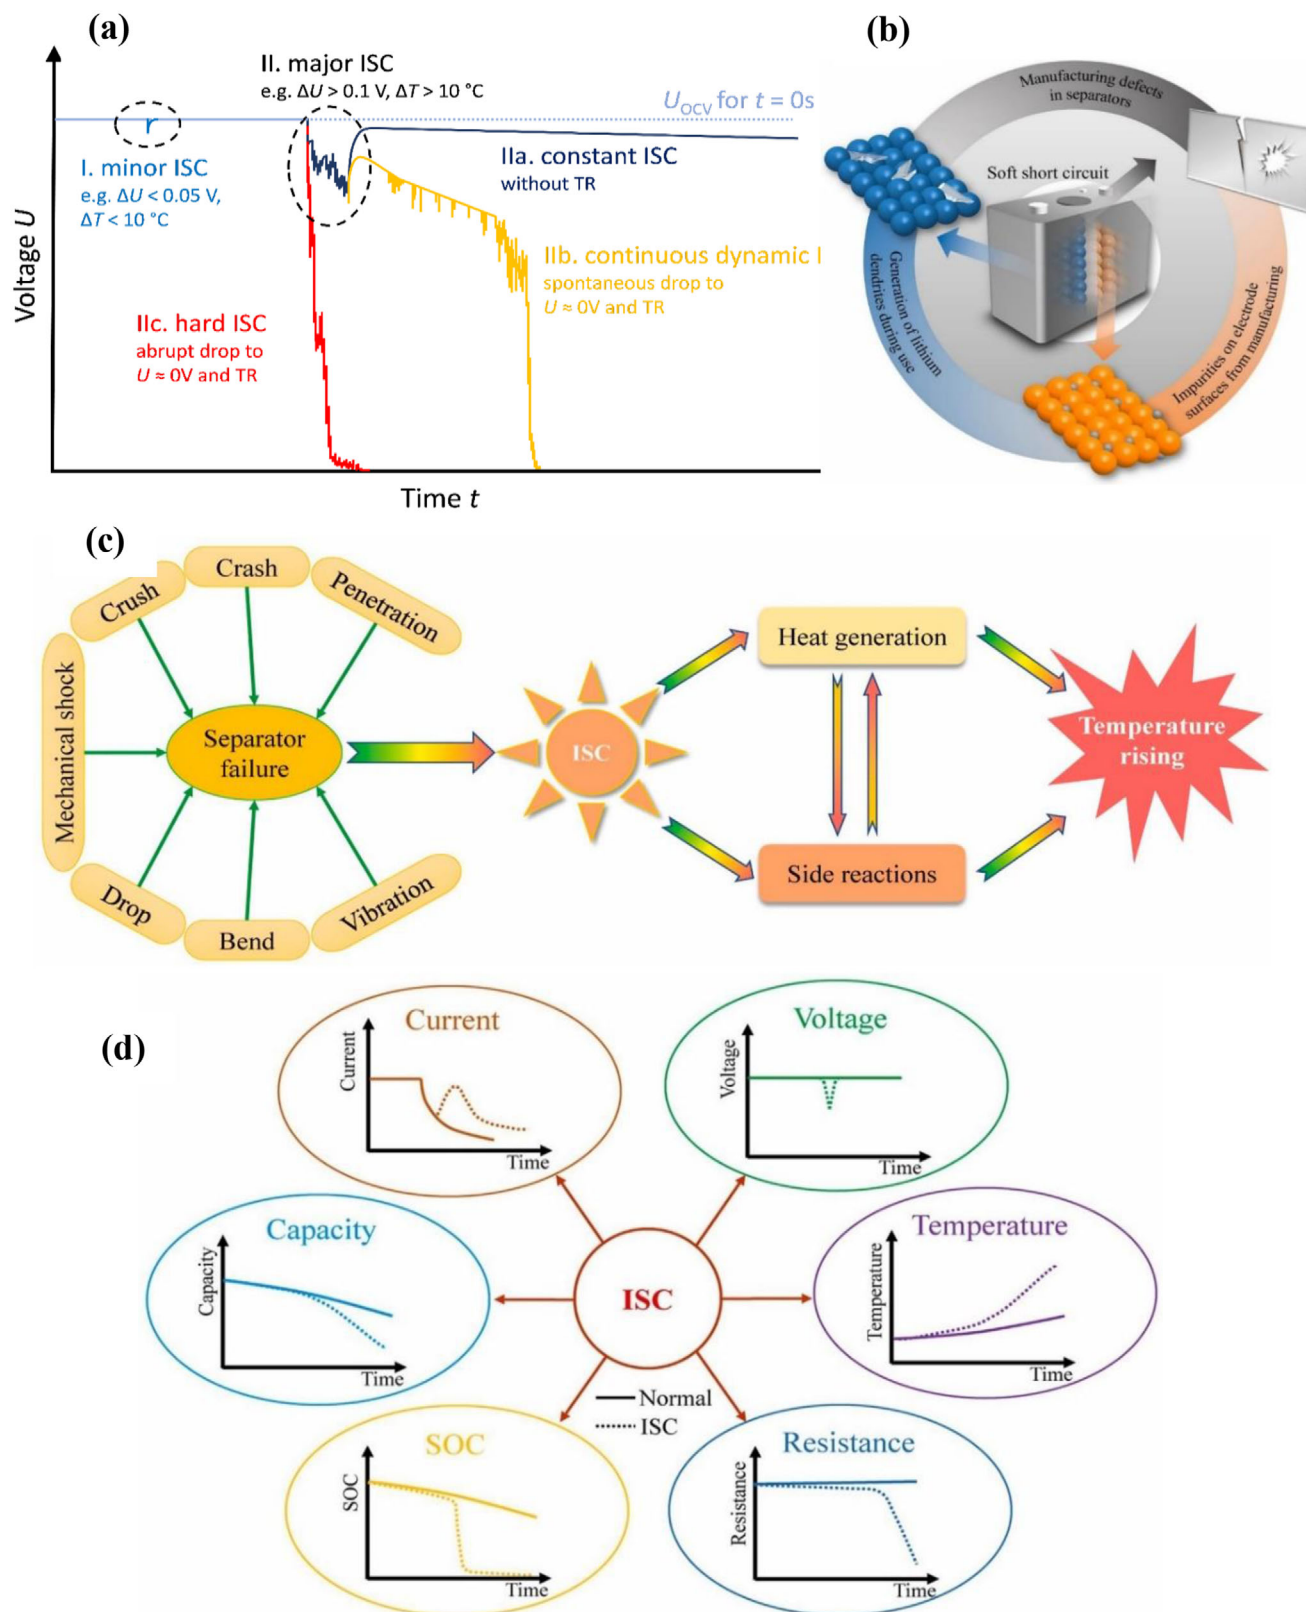 (a)
II. major ISC
e.g. ΔU > 0.1 V, ΔT > 10 °C
U_OCV for t = 0s
I. minor ISC
e.g. ΔU < 0.05 V,
ΔT < 10 °C
IIa. constant ISC
without TR
IIb. continuous dynamic I
spontaneous drop to
U ≈ 0V and TR
IIc. hard ISC
abrupt drop to
U ≈ 0V and TR
Voltage U
Time t
(b)
Manufacturing defects
in separators
Soft short circuit
Generation of lithium
dendrites during use
Impurities on electrode
surfaces from manufacturing
(c)
Crush
Crash
Penetration
Mechanical shock
Separator
failure
Drop
Bend
Vibration
ISC
Heat generation
Side reactions
Temperature
rising
(d)
Current
Current
Time
Voltage
Voltage
Time
Capacity
Capacity
Time
ISC
Temperature
Temperature
Time
Normal
ISC
SOC
SOC
Time
Resistance
Resistance
Time